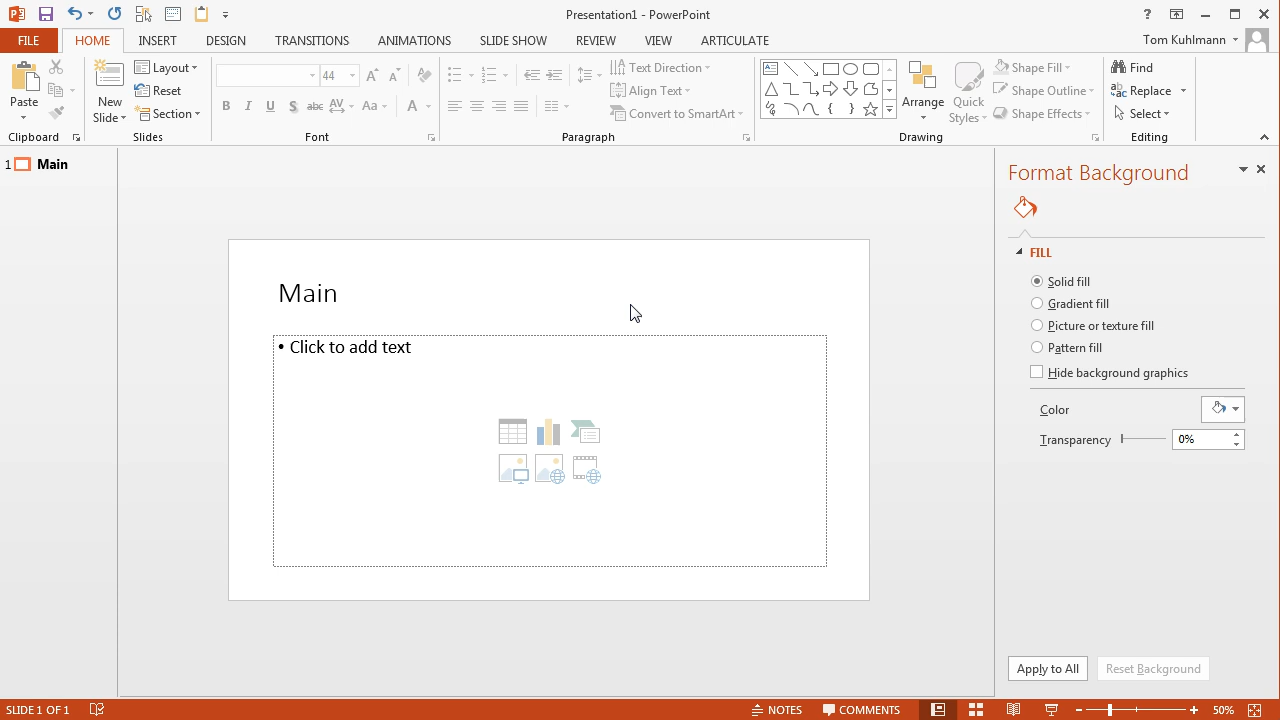 Presentation1 - PowerPoint
FILE
HOME
INSERT
DESIGN
TRANSITIONS
ANIMATIONS
SLIDE SHOW
REVIEW
VIEW
ARTICULATE
Tom Kuhlmann
Paste
New
Slide
Layout
Reset
Section
44
B I U S abc AV Aa A
Text Direction
Align Text
Convert to SmartArt
Arrange
Quick
Styles
Shape Fill
Shape Outline
Shape Effects
Find
Replace
Select
Clipboard
Slides
Font
Paragraph
Drawing
Editing
1 Main
Main
• Click to add text
Format Background
FILL
Solid fill
Gradient fill
Picture or texture fill
Pattern fill
Hide background graphics
Color
Transparency
0%
Apply to All
Reset Background
SLIDE 1 OF 1
NOTES
COMMENTS
50%